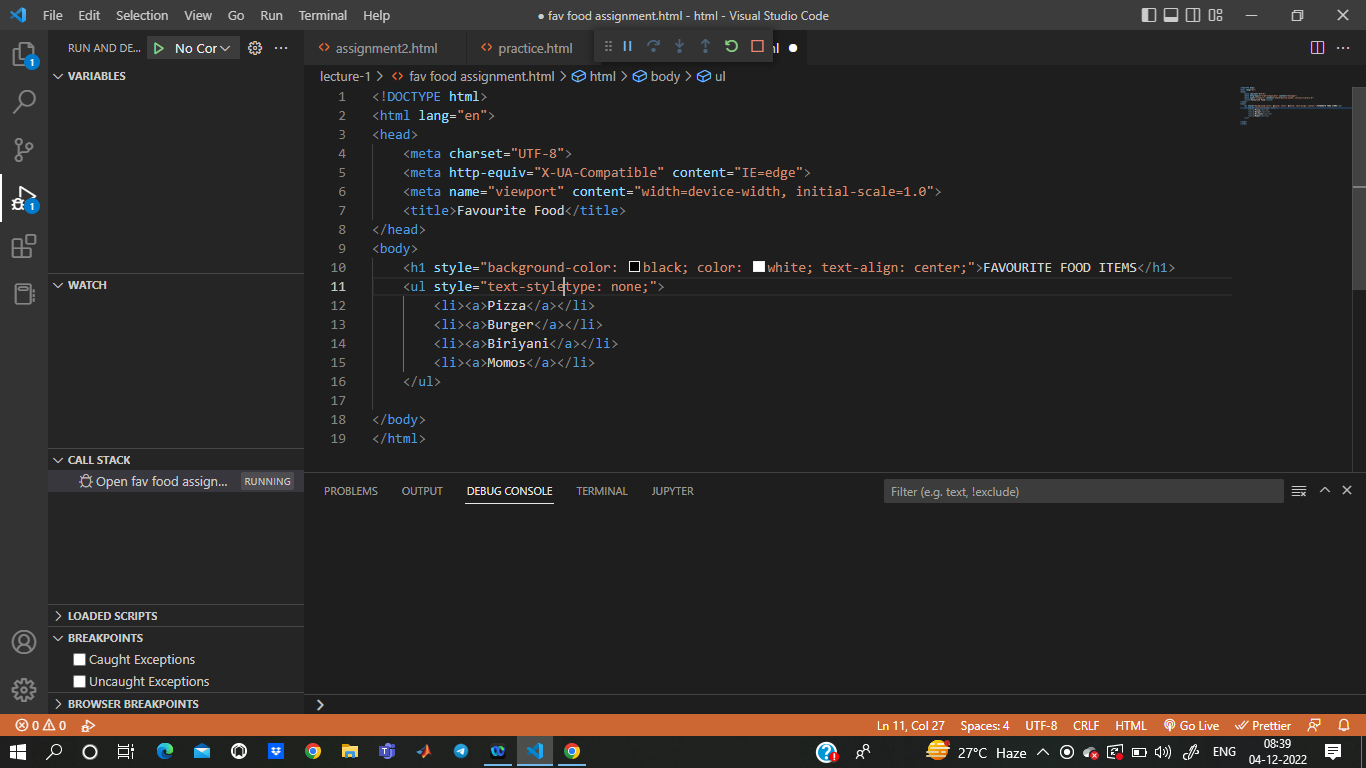 File Edit Selection View Go Run Terminal Help ● fav food assignment.html - html - Visual Studio Code
RUN AND DE... No Cor
assignment2.html practice.html ml
VARIABLES
WATCH
CALL STACK
Open fav food assign... RUNNING
LOADED SCRIPTS
BREAKPOINTS
Caught Exceptions
Uncaught Exceptions
BROWSER BREAKPOINTS
1
1
lecture-1 > fav food assignment.html > html > body > ul
1 <!DOCTYPE html>
2 <html lang="en">
3 <head>
4 <meta charset="UTF-8">
5 <meta http-equiv="X-UA-Compatible" content="IE=edge">
6 <meta name="viewport" content="width=device-width, initial-scale=1.0">
7 <title>Favourite Food</title>
8 </head>
9 <body>
10 <h1 style="background-color: black; color: white; text-align: center;">FAVOURITE FOOD ITEMS</h1>
11 <ul style="text-styletype: none;">
12 <li><a>Pizza</a></li>
13 <li><a>Burger</a></li>
14 <li><a>Biriyani</a></li>
15 <li><a>Momos</a></li>
16 </ul>
17
18 </body>
19 </html>
PROBLEMS OUTPUT DEBUG CONSOLE TERMINAL JUPYTER Filter (e.g. text, !exclude)
0 0 Ln 11, Col 27 Spaces: 4 UTF-8 CRLF HTML Go Live Prettier
27°C Haze ENG 08:39
04-12-2022